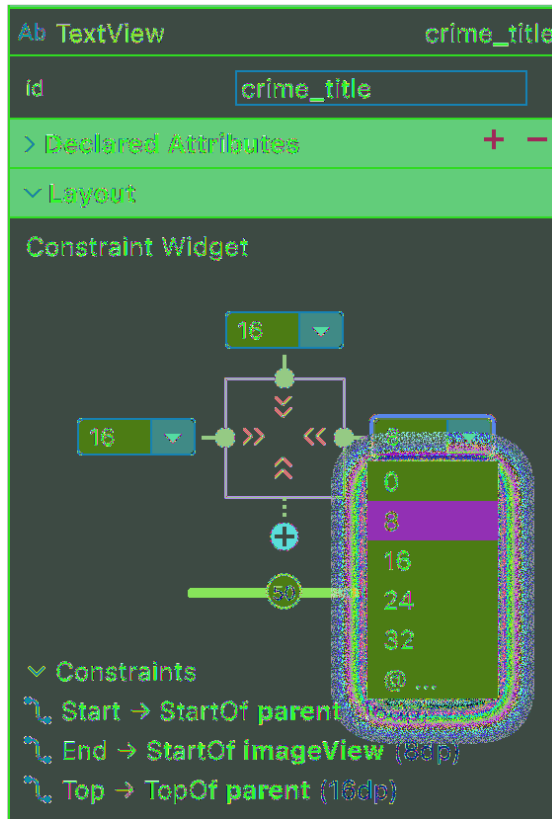 Ab TextView crime_title
id crime_title
Declared Attributes + −
Layout
Constraint Widget
16
16
0
8
16
24
32
@ ...
50
Constraints
Start → StartOf parent
End → StartOf imageView (8dp)
Top → TopOf parent (16dp)